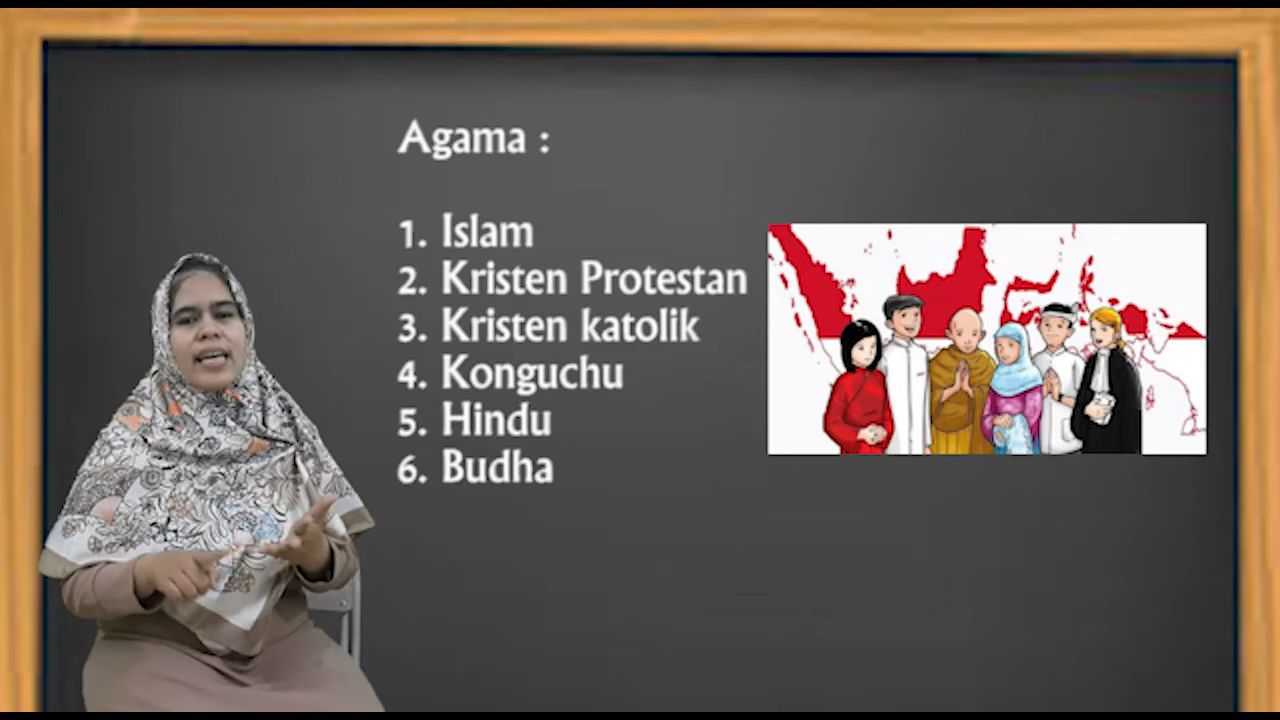 Agama :
1. Islam
2. Kristen Protestan
3. Kristen katolik
4. Konguchu
5. Hindu
6. Budha